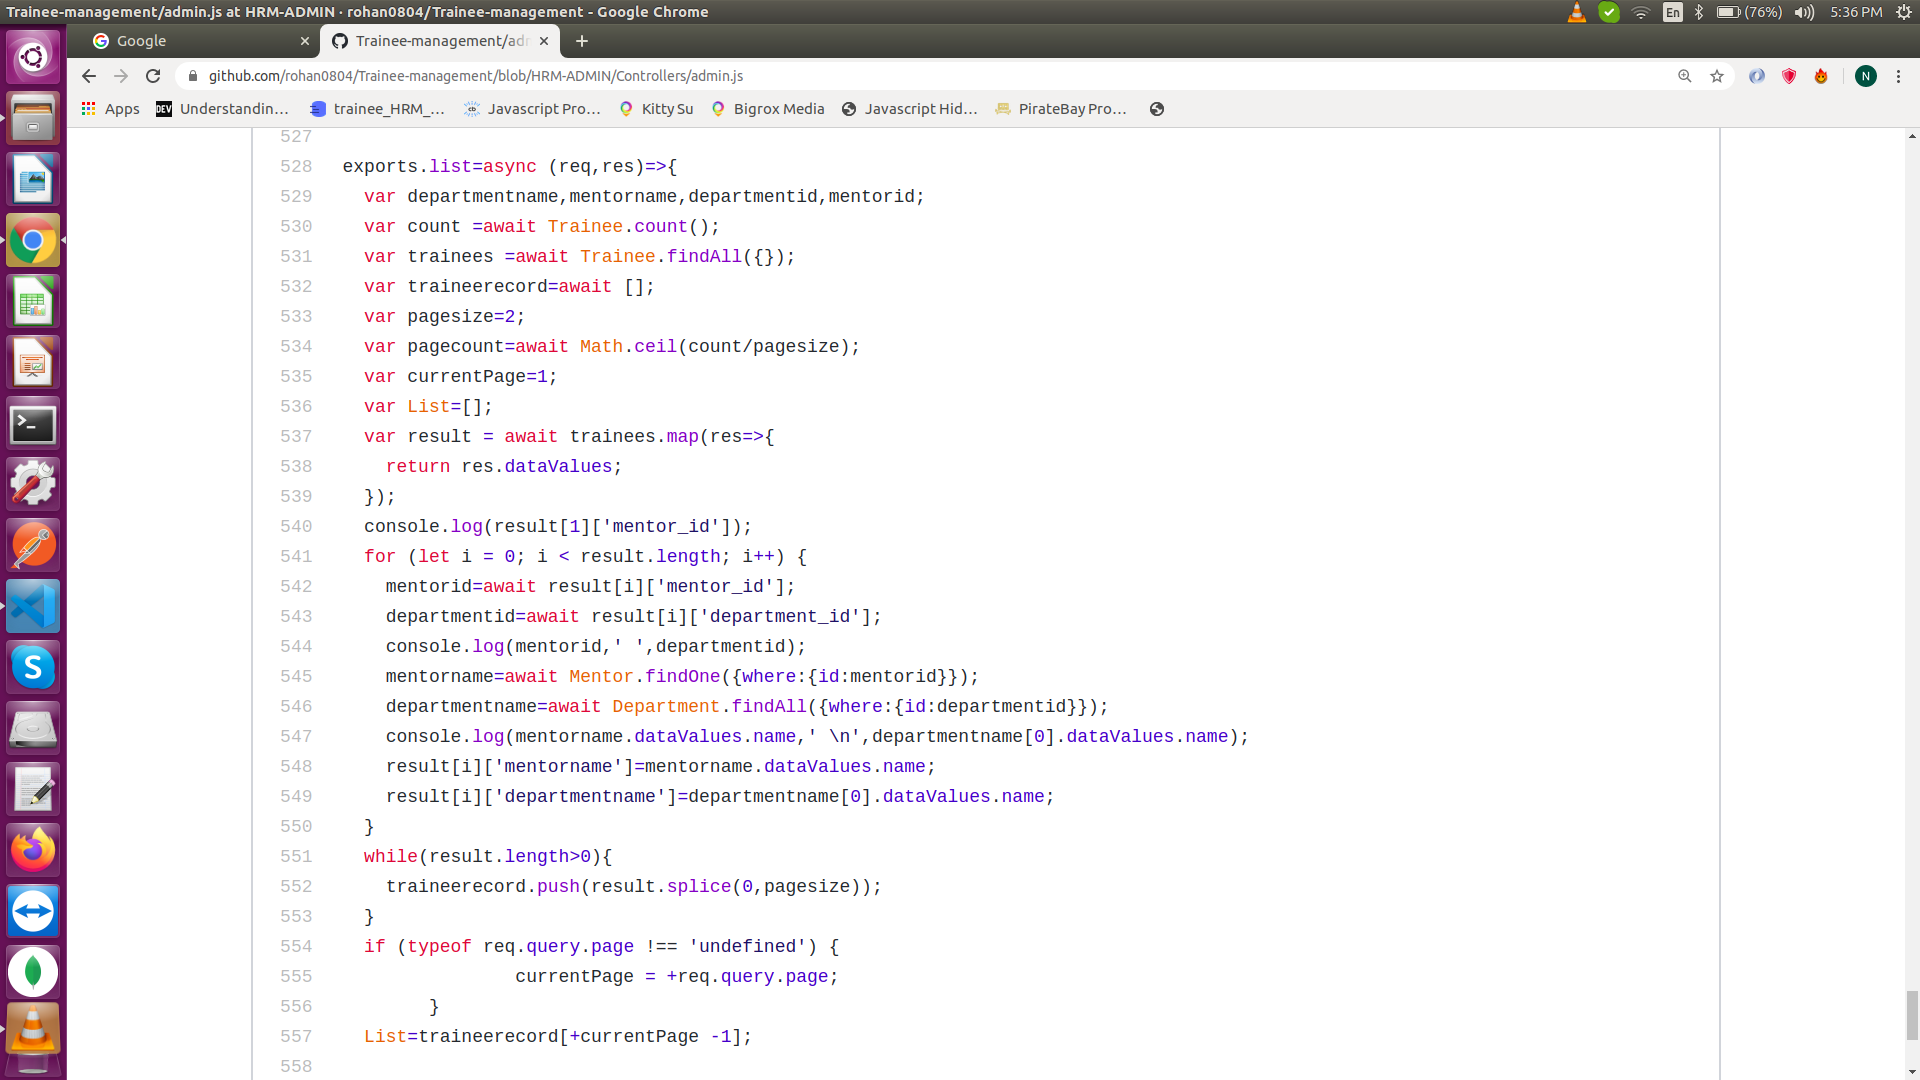 Trainee-management/admin.js at HRM-ADMIN · rohan0804/Trainee-management - Google Chrome
En
(76%)
5:36 PM
Google
Trainee-management/adm
github.com/rohan0804/Trainee-management/blob/HRM-ADMIN/Controllers/admin.js
N
Apps
DEV
Understandin…
trainee_HRM_…
cb
Javascript Pro…
Kitty Su
Bigrox Media
Javascript Hid…
PirateBay Pro…
527
528 exports.list=async (req,res)=>{
529 var departmentname,mentorname,departmentid,mentorid;
530 var count =await Trainee.count();
531 var trainees =await Trainee.findAll({});
532 var traineerecord=await [];
533 var pagesize=2;
534 var pagecount=await Math.ceil(count/pagesize);
535 var currentPage=1;
536 var List=[];
537 var result = await trainees.map(res=>{
538 return res.dataValues;
539 });
540 console.log(result[1]['mentor_id']);
541 for (let i = 0; i < result.length; i++) {
542 mentorid=await result[i]['mentor_id'];
543 departmentid=await result[i]['department_id'];
544 console.log(mentorid,' ',departmentid);
545 mentorname=await Mentor.findOne({where:{id:mentorid}});
546 departmentname=await Department.findAll({where:{id:departmentid}});
547 console.log(mentorname.dataValues.name,' \n',departmentname[0].dataValues.name);
548 result[i]['mentorname']=mentorname.dataValues.name;
549 result[i]['departmentname']=departmentname[0].dataValues.name;
550 }
551 while(result.length>0){
552 traineerecord.push(result.splice(0,pagesize));
553 }
554 if (typeof req.query.page !== 'undefined') {
555 currentPage = +req.query.page;
556 }
557 List=traineerecord[+currentPage -1];
558